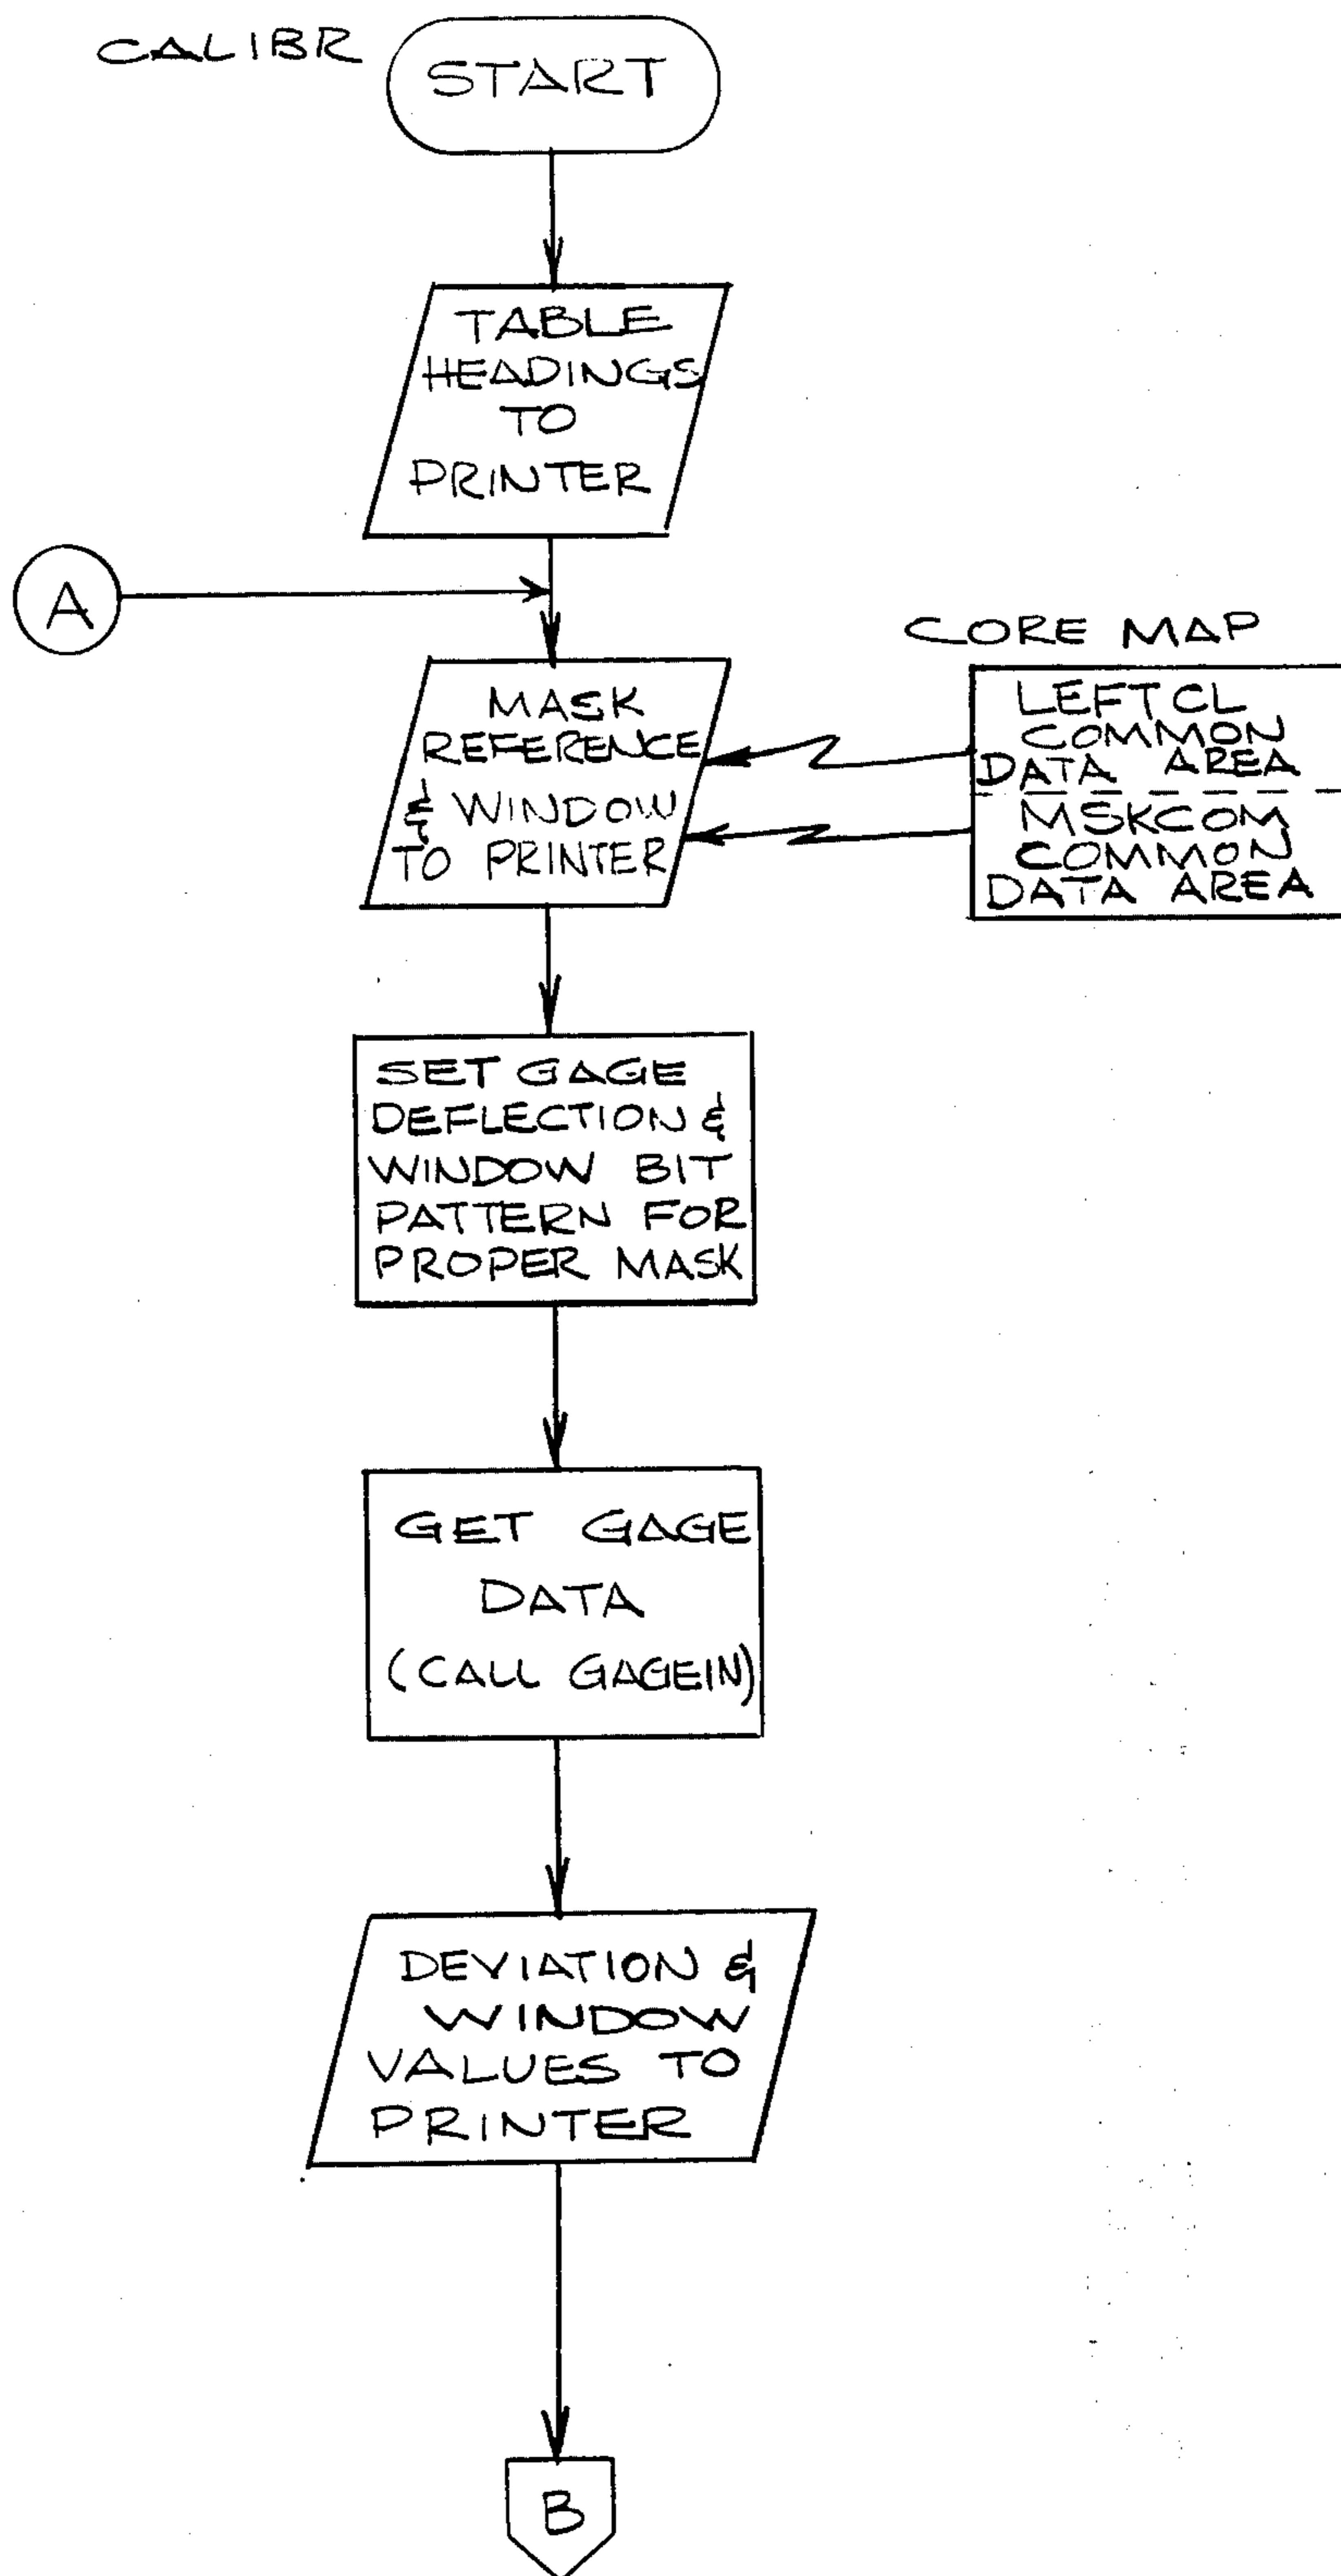 CALIBR
START
TABLE
HEADINGS
TO
PRINTER
A
MASK
REFERENCE
& WINDOW
TO PRINTER
CORE MAP
LEFTCL
COMMON
DATA AREA
MSKCOM
COMMON
DATA AREA
SET GAGE
DEFLECTION &
WINDOW BIT
PATTERN FOR
PROPER MASK
GET GAGE
DATA
(CALL GAGEIN)
DEVIATION &
WINDOW
VALUES TO
PRINTER
B